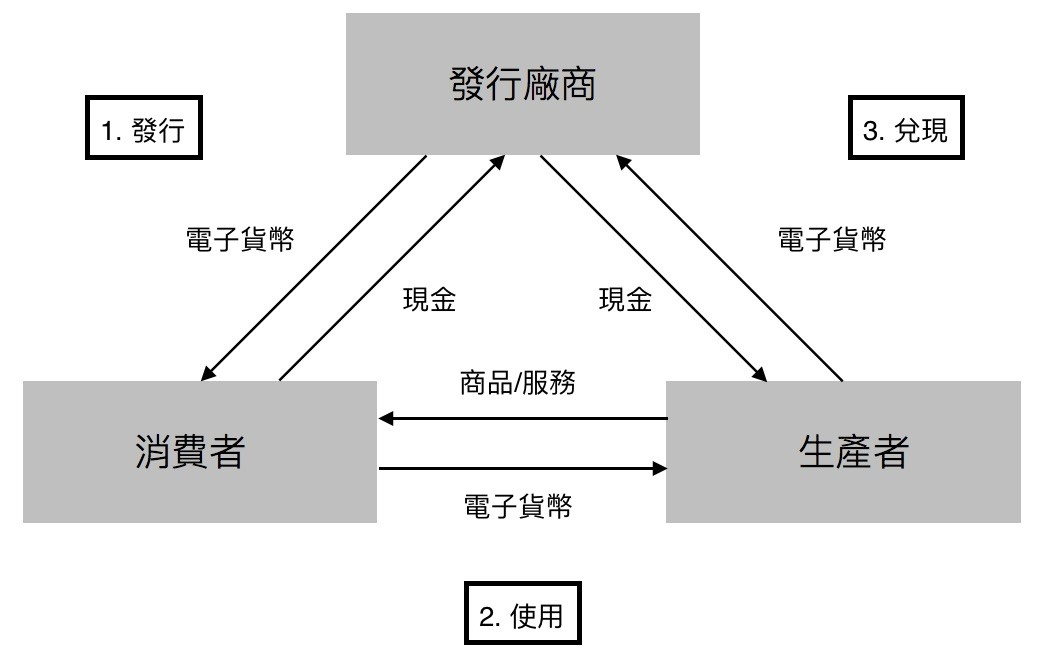 發行廠商
1. 發行
3. 兌現
電子貨幣
電子貨幣
現金
現金
商品/服務
消費者
生產者
電子貨幣
2. 使用